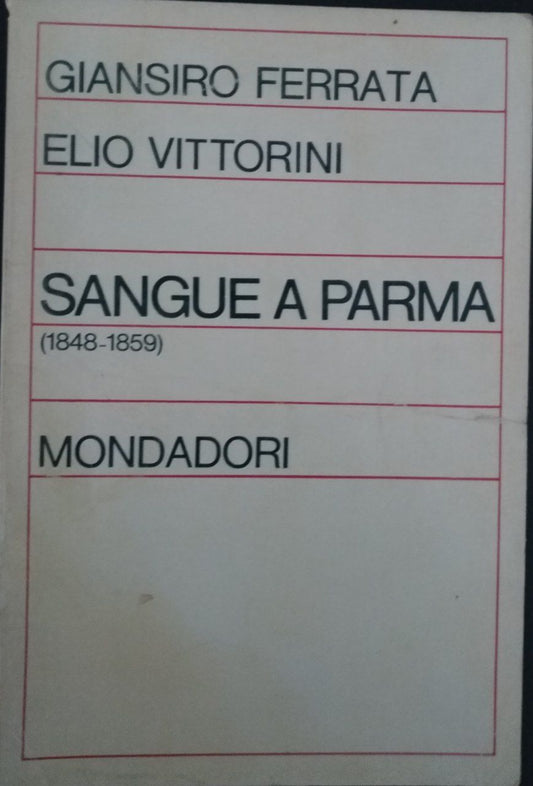 GIANSIRO FERRATA
ELIO VITTORINI
SANGUE A PARMA
(1848-1859)
MONDADORI